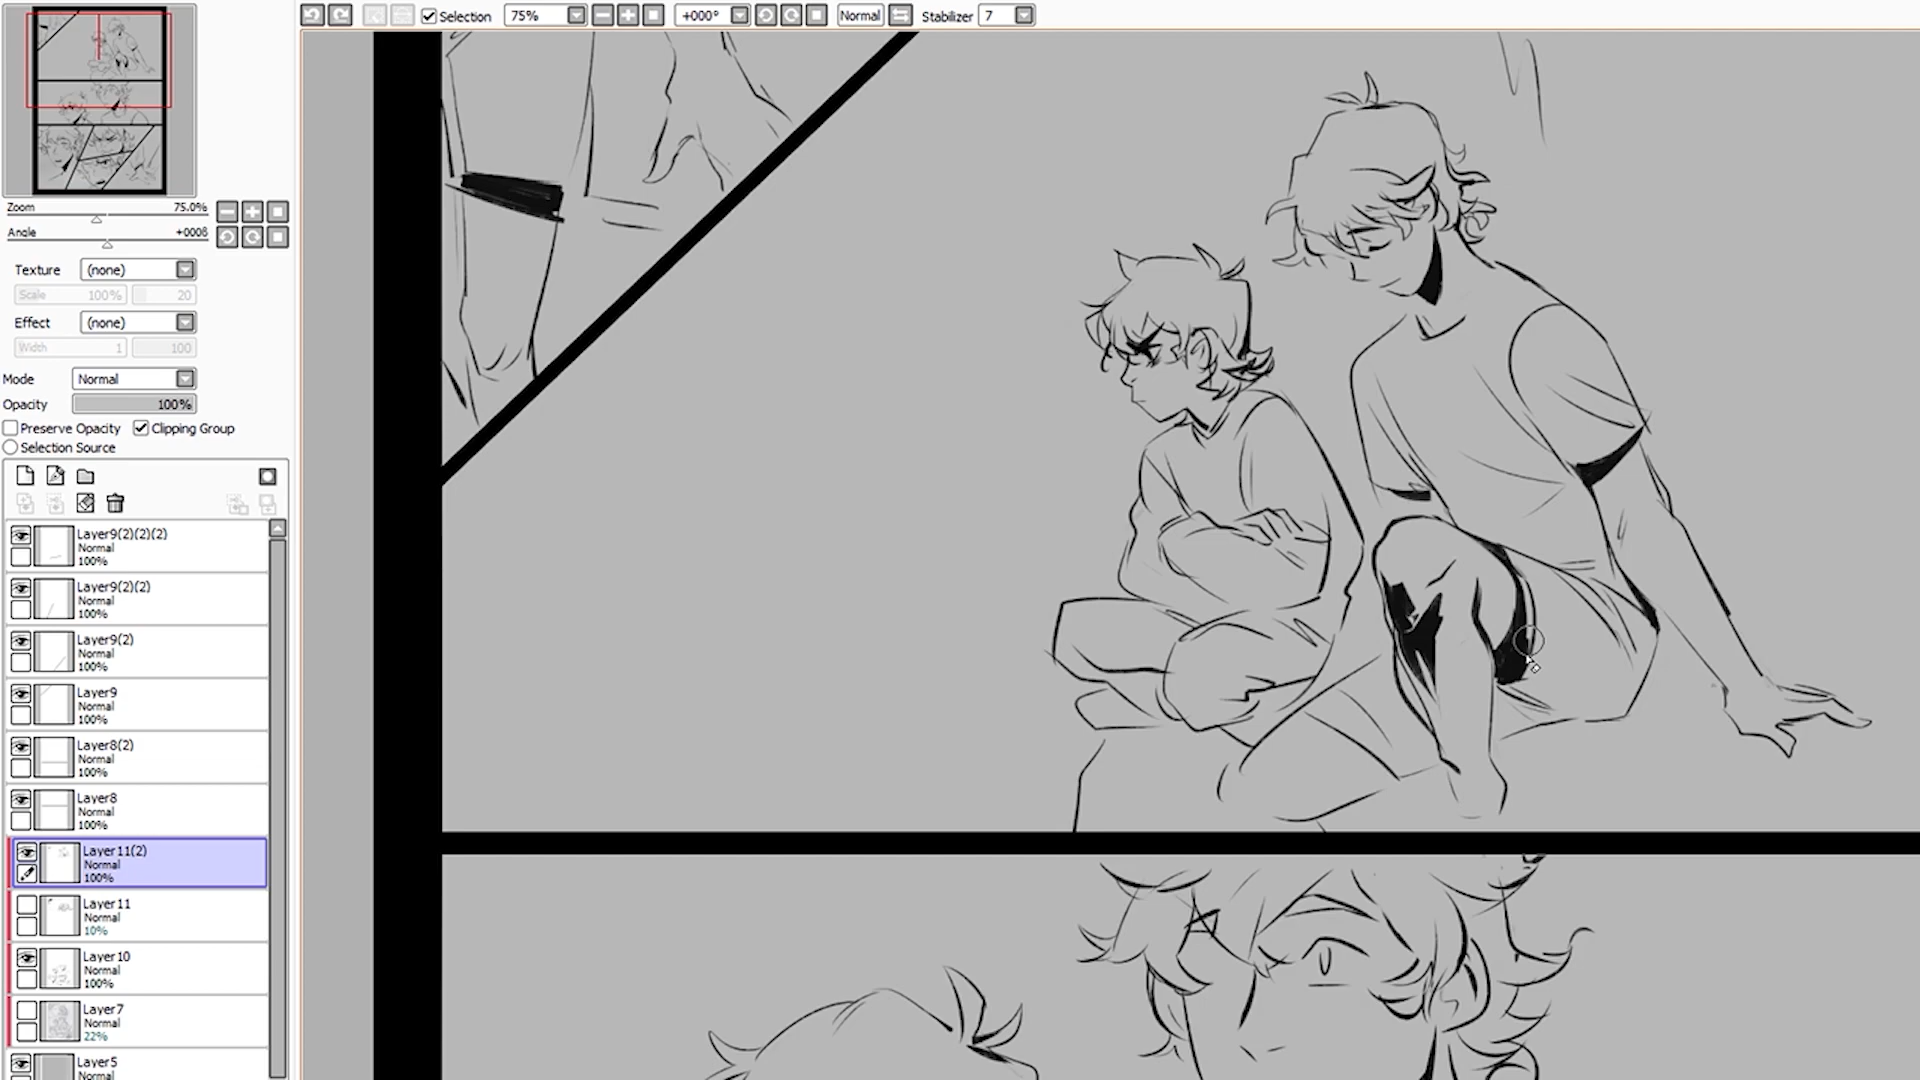 Selection 75% +000° Normal Stabilizer 7
Zoom 75.0%
Angle +000
Texture (none)
Scale 100% 20
Effect (none)
Width 1 100
Mode Normal
Opacity 100%
Preserve Opacity Clipping Group
Selection Source
Layer9(2)(2)(2)
Normal
100%
Layer9(2)(2)
Normal
100%
Layer9(2)
Normal
100%
Layer9
Normal
100%
Layer8(2)
Normal
100%
Layer8
Normal
100%
Layer11(2)
Normal
100%
Layer11
Normal
10%
Layer10
Normal
100%
Layer7
Normal
22%
Layer5
Normal